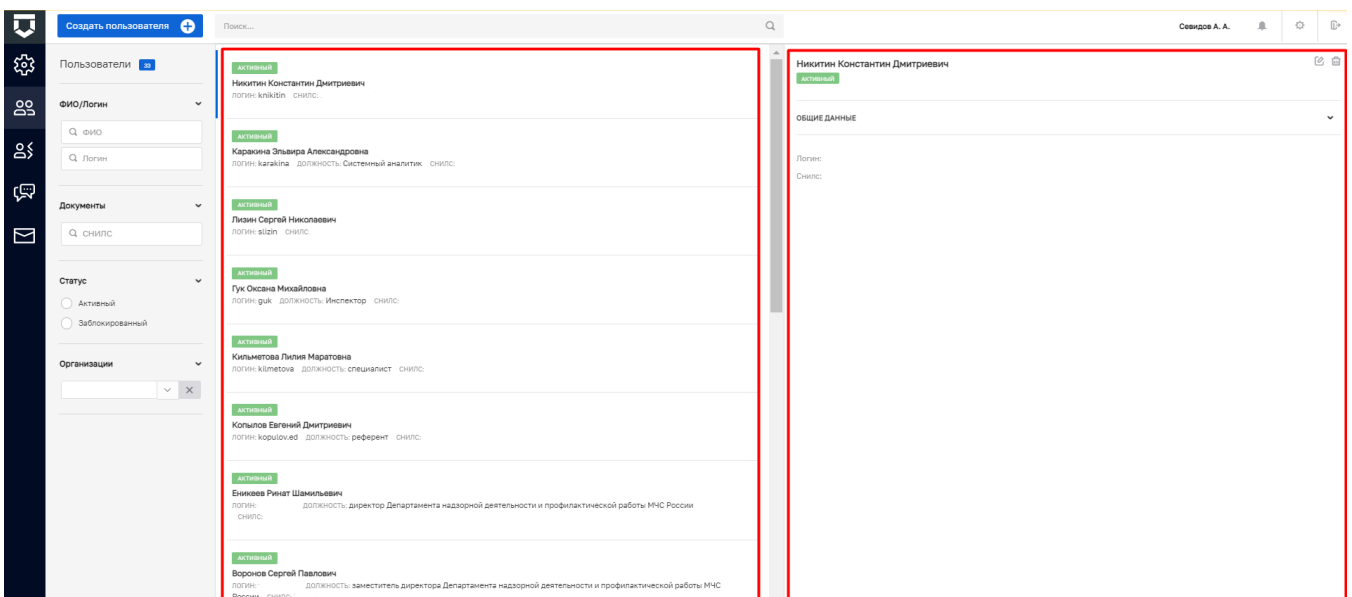 Создать пользователя
Поиск...
Севидов А. А.
Пользователи 33
ФИО/Логин
ФИО
Логин
Документы
СНИЛС
Статус
Активный
Заблокированный
Организации
АКТИВНЫЙ
Никитин Константин Дмитриевич
логин: knikitin СНИЛС:
АКТИВНЫЙ
Каракина Эльвира Александровна
логин: karakina должность: Системный аналитик СНИЛС:
АКТИВНЫЙ
Лизин Сергей Николаевич
логин: slizin СНИЛС:
АКТИВНЫЙ
Гук Оксана Михайловна
логин: guk должность: Инспектор СНИЛС:
АКТИВНЫЙ
Кильметова Лилия Маратовна
логин: kilmetova должность: специалист СНИЛС:
АКТИВНЫЙ
Копылов Евгений Дмитриевич
логин: kopulov.ed должность: референт СНИЛС:
АКТИВНЫЙ
Еникеев Ринат Шамильевич
логин: должность: директор Департамента надзорной деятельности и профилактической работы МЧС России
СНИЛС:
АКТИВНЫЙ
Воронов Сергей Павлович
логин: должность: заместитель директора Департамента надзорной деятельности и профилактической работы МЧС
России СНИЛС:
Никитин Константин Дмитриевич
АКТИВНЫЙ
ОБЩИЕ ДАННЫЕ
Логин:
Снилс: